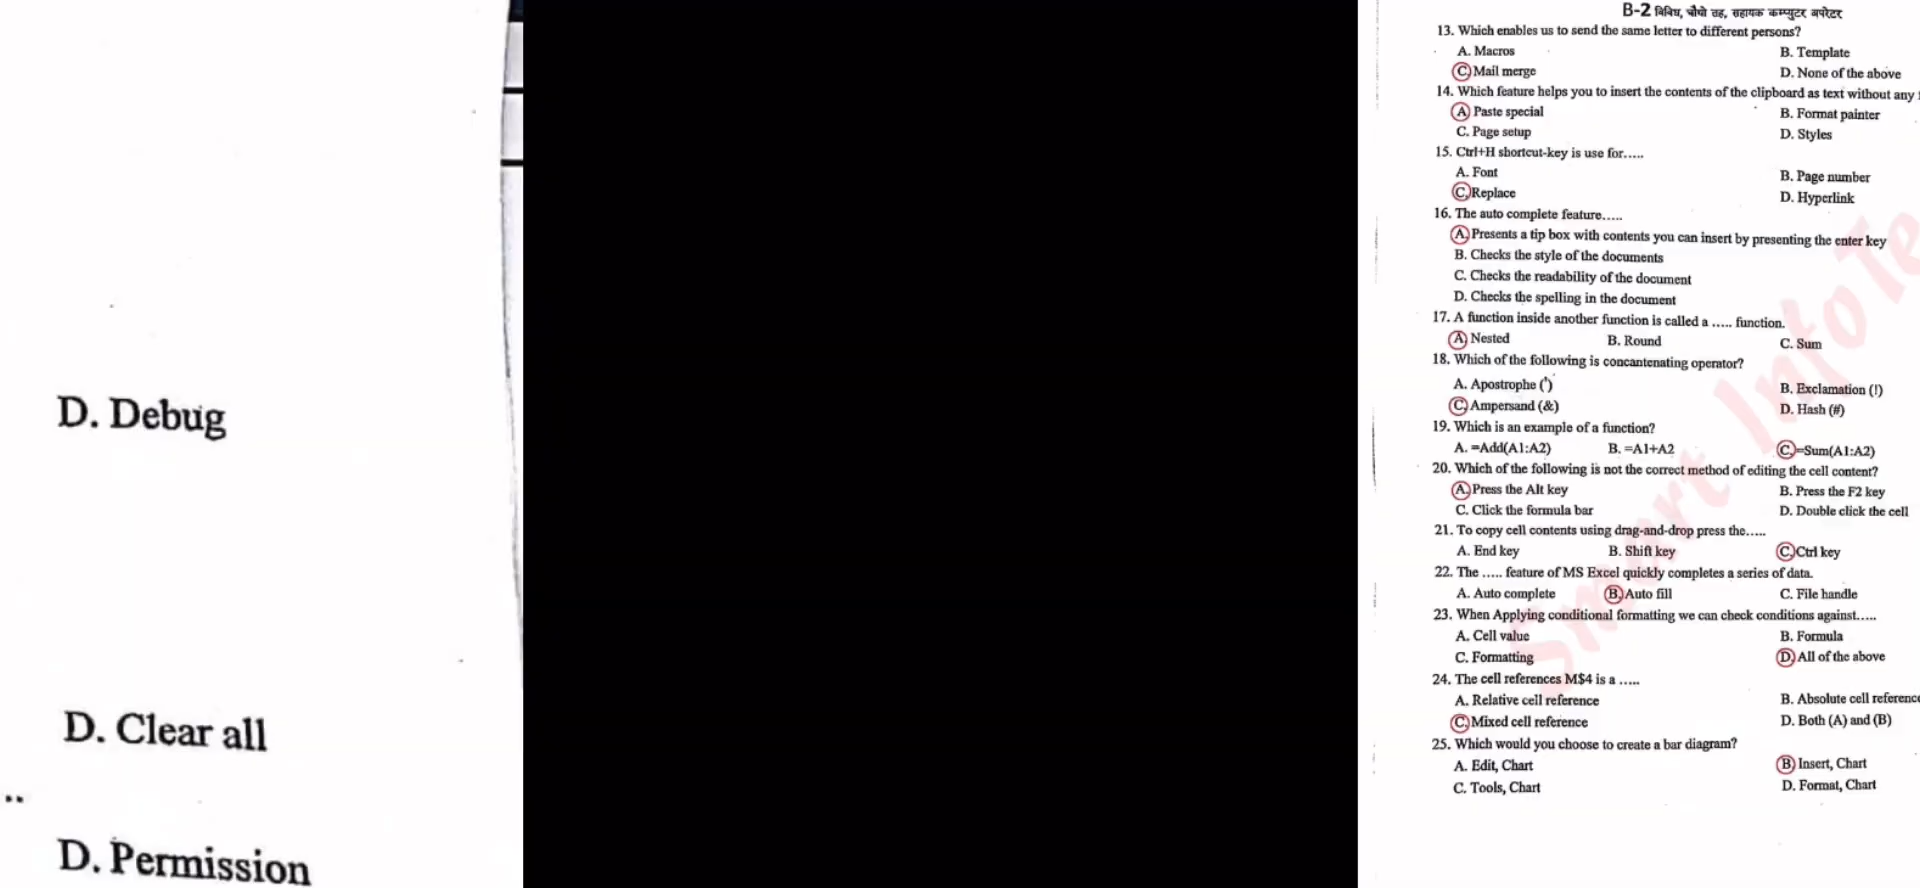 D. Debug
D. Clear all
..
D. Permission
B-2 विविध, चौथो तह, सहायक कम्प्युटर अपरेटर
13. Which enables us to send the same letter to different persons?
A. Macros B. Template
C. Mail merge D. None of the above
14. Which feature helps you to insert the contents of the clipboard as text without any
A. Paste special B. Format painter
C. Page setup D. Styles
15. Ctrl+H shortcut-key is use for.....
A. Font B. Page number
C. Replace D. Hyperlink
16. The auto complete feature.....
A. Presents a tip box with contents you can insert by presenting the enter key
B. Checks the style of the documents
C. Checks the readability of the document
D. Checks the spelling in the document
17. A function inside another function is called a ..... function.
A. Nested B. Round C. Sum
18. Which of the following is concantenating operator?
A. Apostrophe (') B. Exclamation (!)
C. Ampersand (&) D. Hash (#)
19. Which is an example of a function?
A. =Add(A1:A2) B. =A1+A2 C. =Sum(A1:A2)
20. Which of the following is not the correct method of editing the cell content?
A. Press the Alt key B. Press the F2 key
C. Click the formula bar D. Double click the cell
21. To copy cell contents using drag-and-drop press the.....
A. End key B. Shift key C. Ctrl key
22. The ..... feature of MS Excel quickly completes a series of data.
A. Auto complete B. Auto fill C. File handle
23. When Applying conditional formatting we can check conditions against.....
A. Cell value B. Formula
C. Formatting D. All of the above
24. The cell references M$4 is a .....
A. Relative cell reference B. Absolute cell reference
C. Mixed cell reference D. Both (A) and (B)
25. Which would you choose to create a bar diagram?
A. Edit, Chart B. Insert, Chart
C. Tools, Chart D. Format, Chart
Smart Info Te